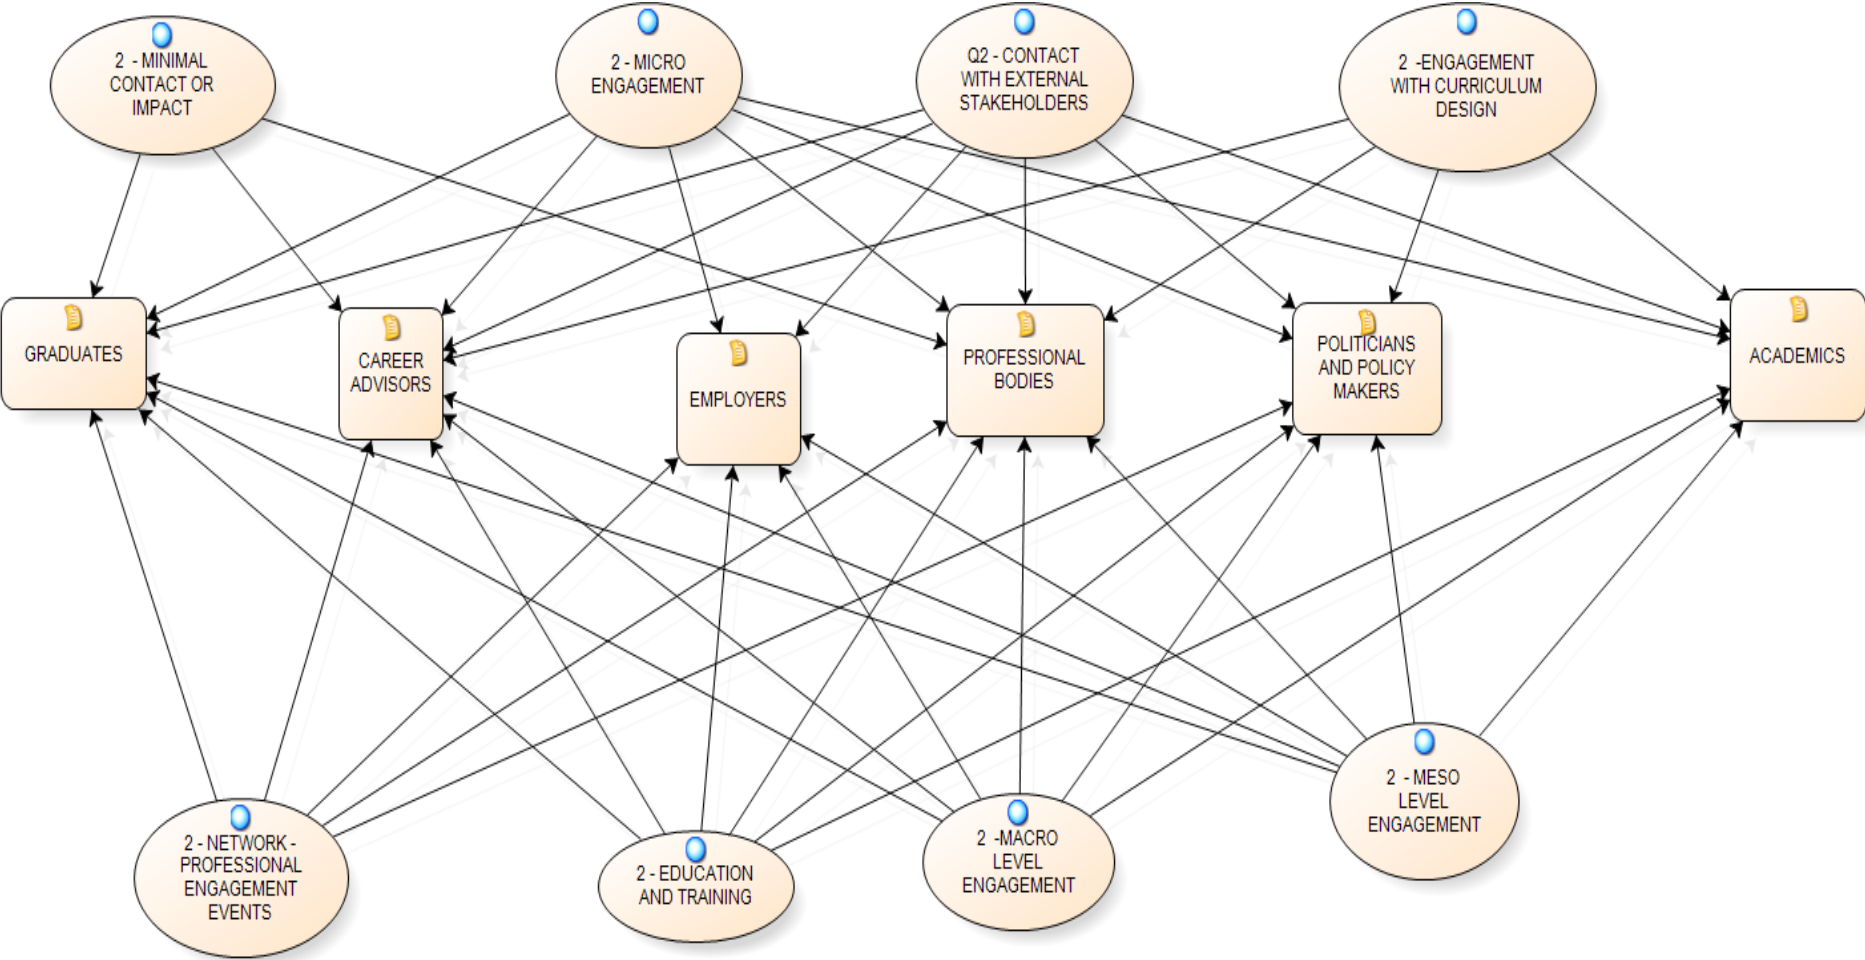 2  - MINIMAL
CONTACT OR
IMPACT
2 - MICRO
ENGAGEMENT
Q2 - CONTACT
WITH EXTERNAL
STAKEHOLDERS
2  -ENGAGEMENT
WITH CURRICULUM
DESIGN
GRADUATES
CAREER
ADVISORS
EMPLOYERS
PROFESSIONAL
BODIES
POLITICIANS
AND POLICY
MAKERS
ACADEMICS
2 - NETWORK -
PROFESSIONAL
ENGAGEMENT
EVENTS
2 - EDUCATION
AND TRAINING
2  -MACRO
LEVEL
ENGAGEMENT
2  - MESO
LEVEL
ENGAGEMENT